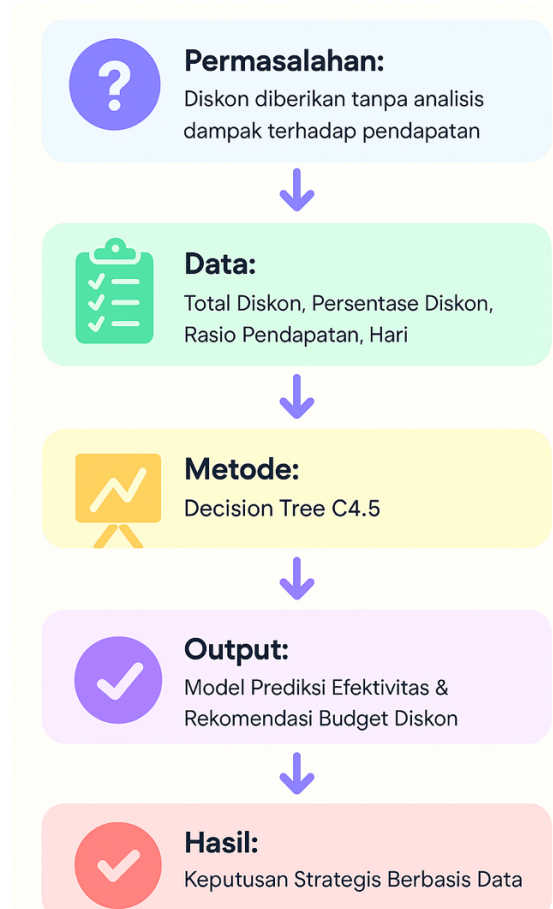 Permasalahan:
Diskon diberikan tanpa analisis
dampak terhadap pendapatan
Data:
Total Diskon, Persentase Diskon,
Rasio Pendapatan, Hari
Metode:
Decision Tree C4.5
Output:
Model Prediksi Efektivitas &
Rekomendasi Budget Diskon
Hasil:
Keputusan Strategis Berbasis Data